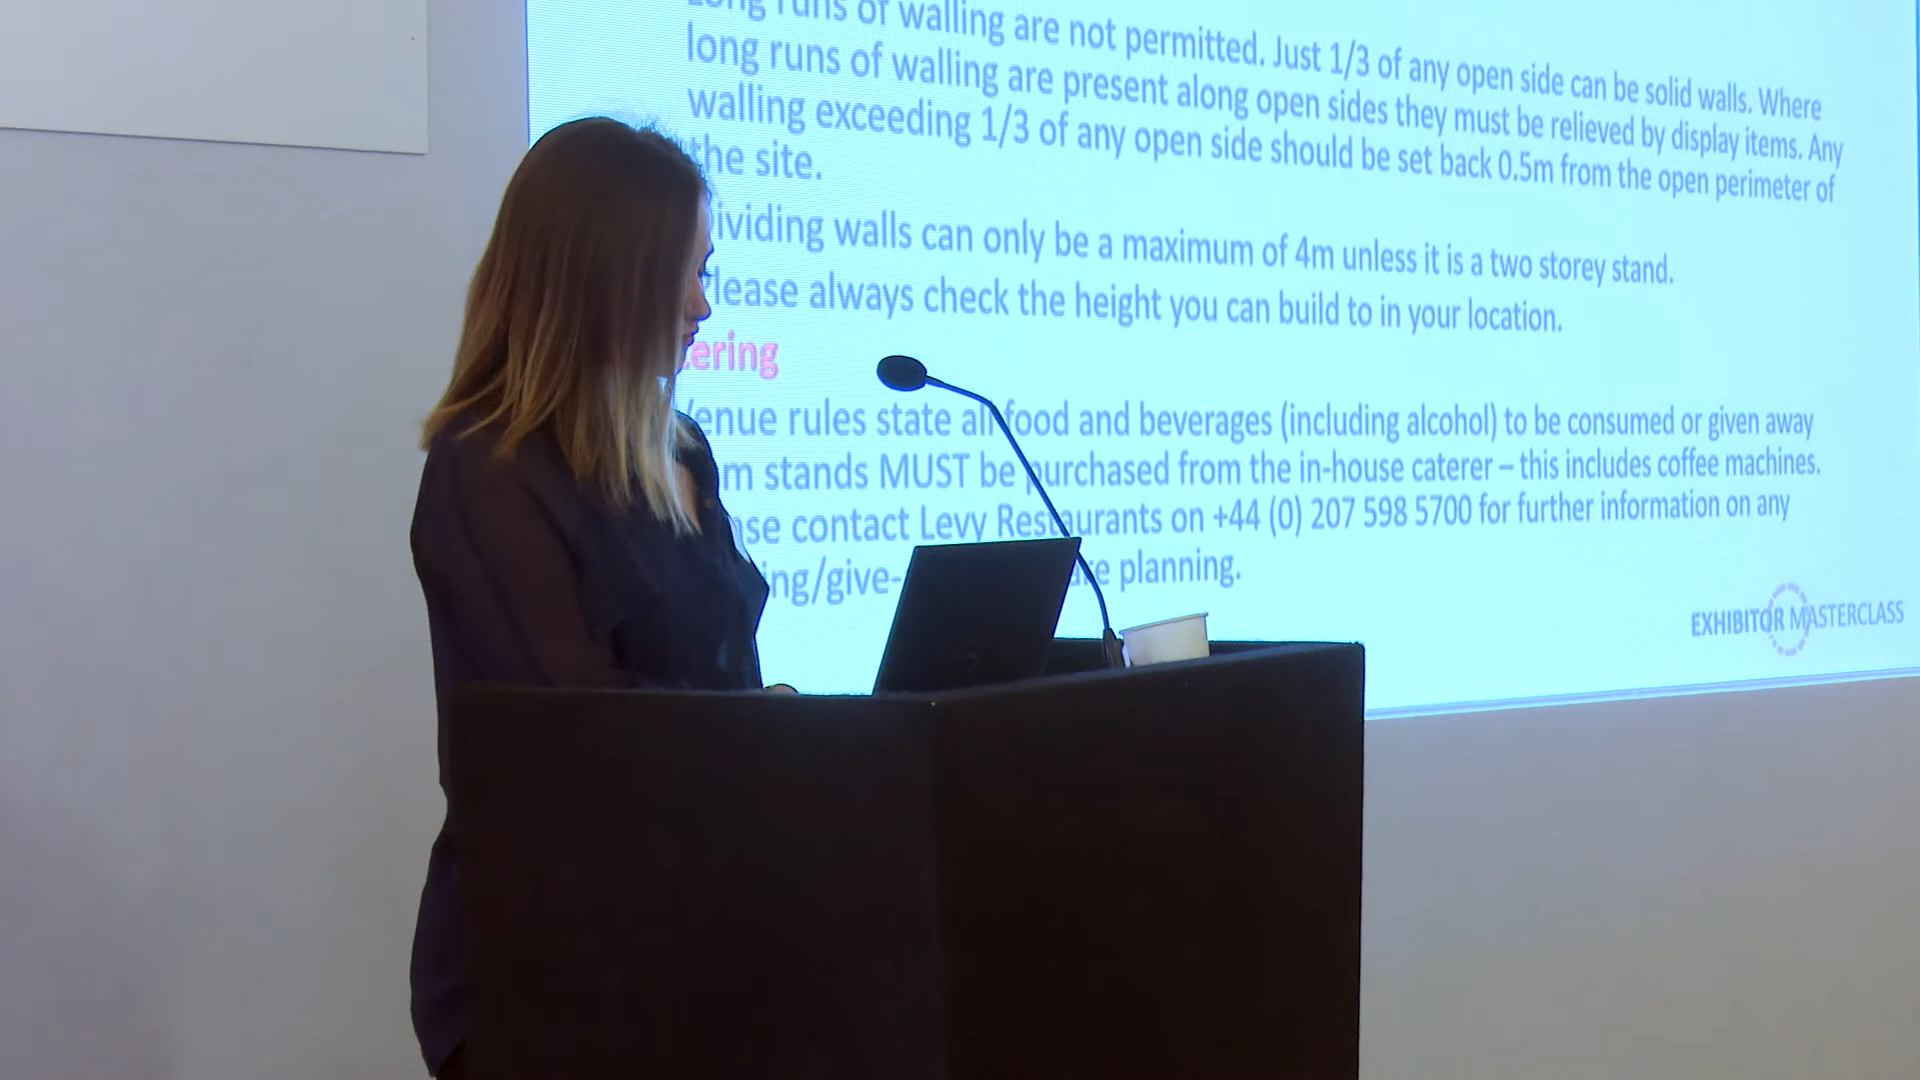 Long runs of walling are not permitted. Just 1/3 of any open side can be solid walls. Where
long runs of walling are present along open sides they must be relieved by display items. Any
walling exceeding 1/3 of any open side should be set back 0.5m from the open perimeter of
the site.
ividing walls can only be a maximum of 4m unless it is a two storey stand.
lease always check the height you can build to in your location.
tering
Venue rules state all food and beverages (including alcohol) to be consumed or given away
m stands MUST be purchased from the in-house caterer – this includes coffee machines.
ase contact Levy Restaurants on +44 (0) 207 598 5700 for further information on any
ing/give- are planning.
EXHIBITOR MASTERCLASS